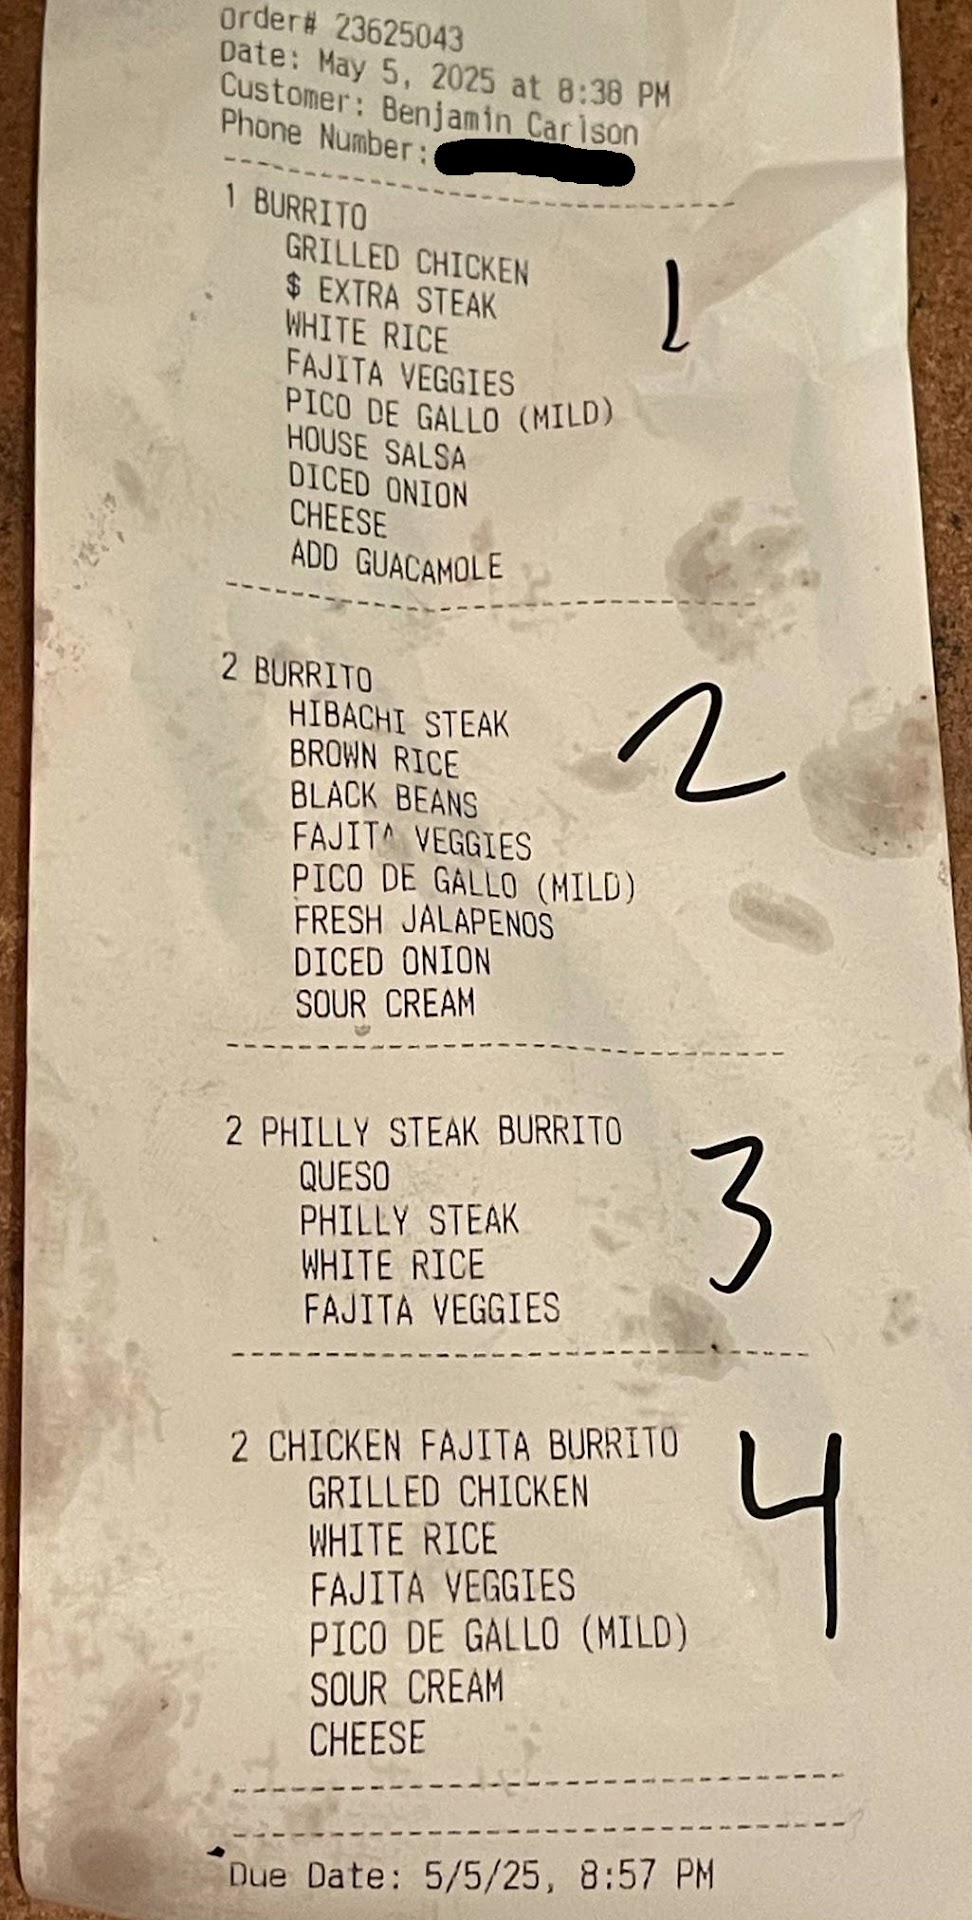 Order# 23625043
Date: May 5, 2025 at 8:38 PM
Customer: Benjamin Carlson
Phone Number:
1 BURRITO
GRILLED CHICKEN
$ EXTRA STEAK
WHITE RICE
FAJITA VEGGIES
PICO DE GALLO (MILD)
HOUSE SALSA
DICED ONION
CHEESE
ADD GUACAMOLE
1
2 BURRITO
HIBACHI STEAK
BROWN RICE
BLACK BEANS
FAJITA VEGGIES
PICO DE GALLO (MILD)
FRESH JALAPENOS
DICED ONION
SOUR CREAM
2
2 PHILLY STEAK BURRITO
QUESO
PHILLY STEAK
WHITE RICE
FAJITA VEGGIES
3
2 CHICKEN FAJITA BURRITO
GRILLED CHICKEN
WHITE RICE
FAJITA VEGGIES
PICO DE GALLO (MILD)
SOUR CREAM
CHEESE
4
Due Date: 5/5/25, 8:57 PM